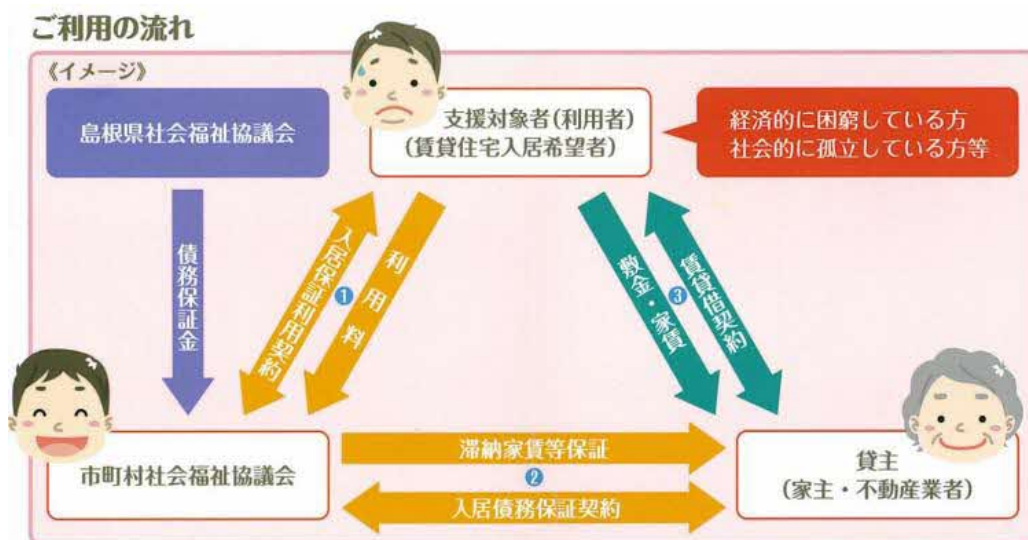 ご利用の流れ
《イメージ》
島根県社会福祉協議会
支援対象者(利用者)
(賃貸住宅入居希望者)
経済的に困窮している方
社会的に孤立している方等
債務保証金
入居保証利用契約
①
利用料
敷金・家賃
③
賃貸借契約
市町村社会福祉協議会
滞納家賃等保証
②
入居債務保証契約
貸主
(家主・不動産業者)